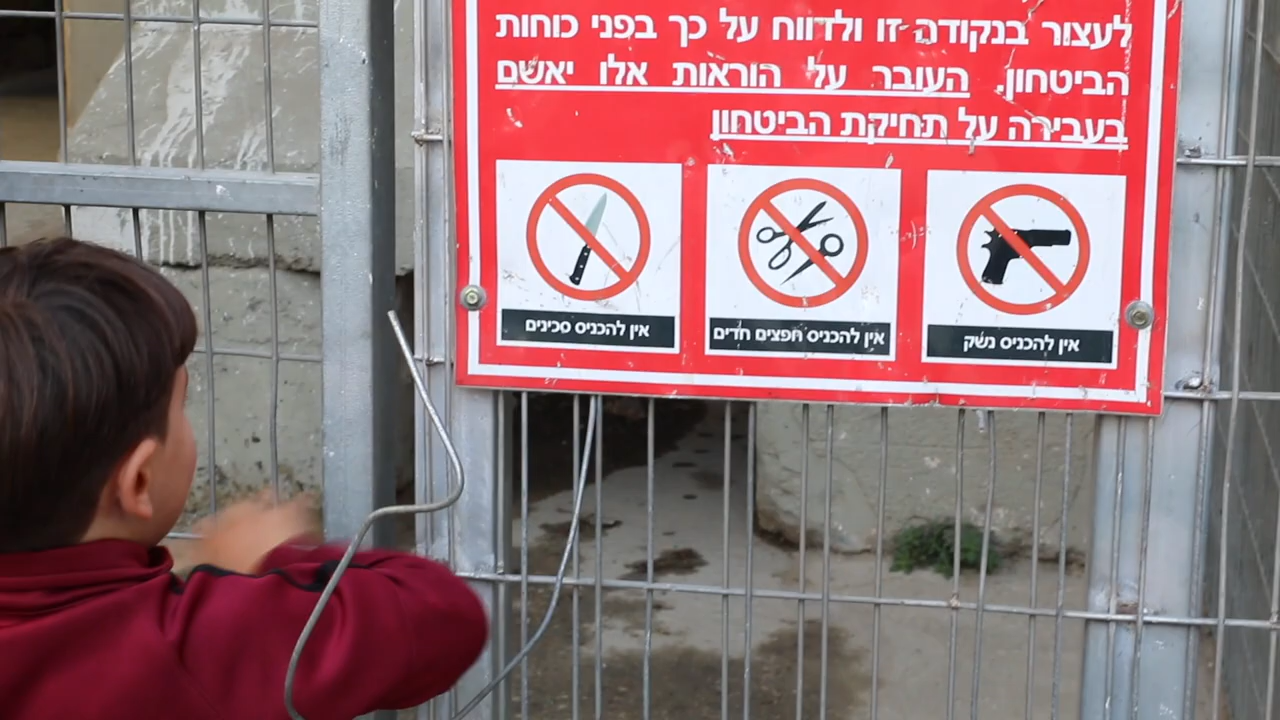 לעצור בנקודה זו ולדווח על כך בפני כוחות
הביטחון. העובר על הוראות אלו יאשם
בעבירה על תחיקת הביטחון
אין להכניס נשק
אין להכניס חפצים חדים
אין להכניס סכינים